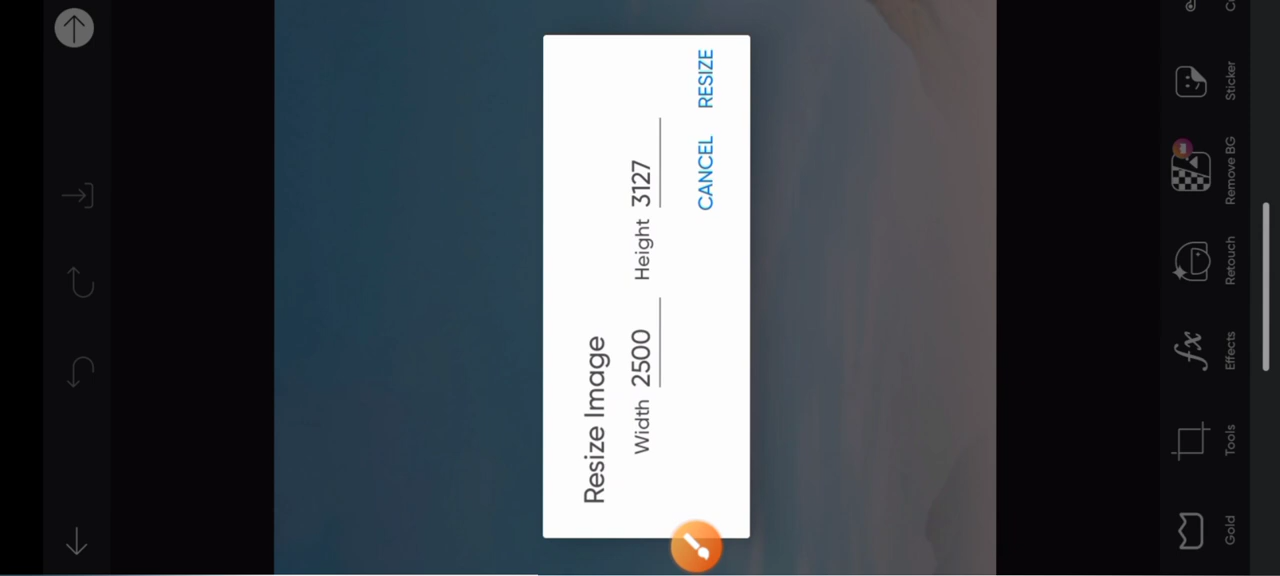 Resize Image
Width 2500 Height 3127
CANCEL RESIZE
Gold
Tools
Effects
Retouch
Remove BG
Sticker